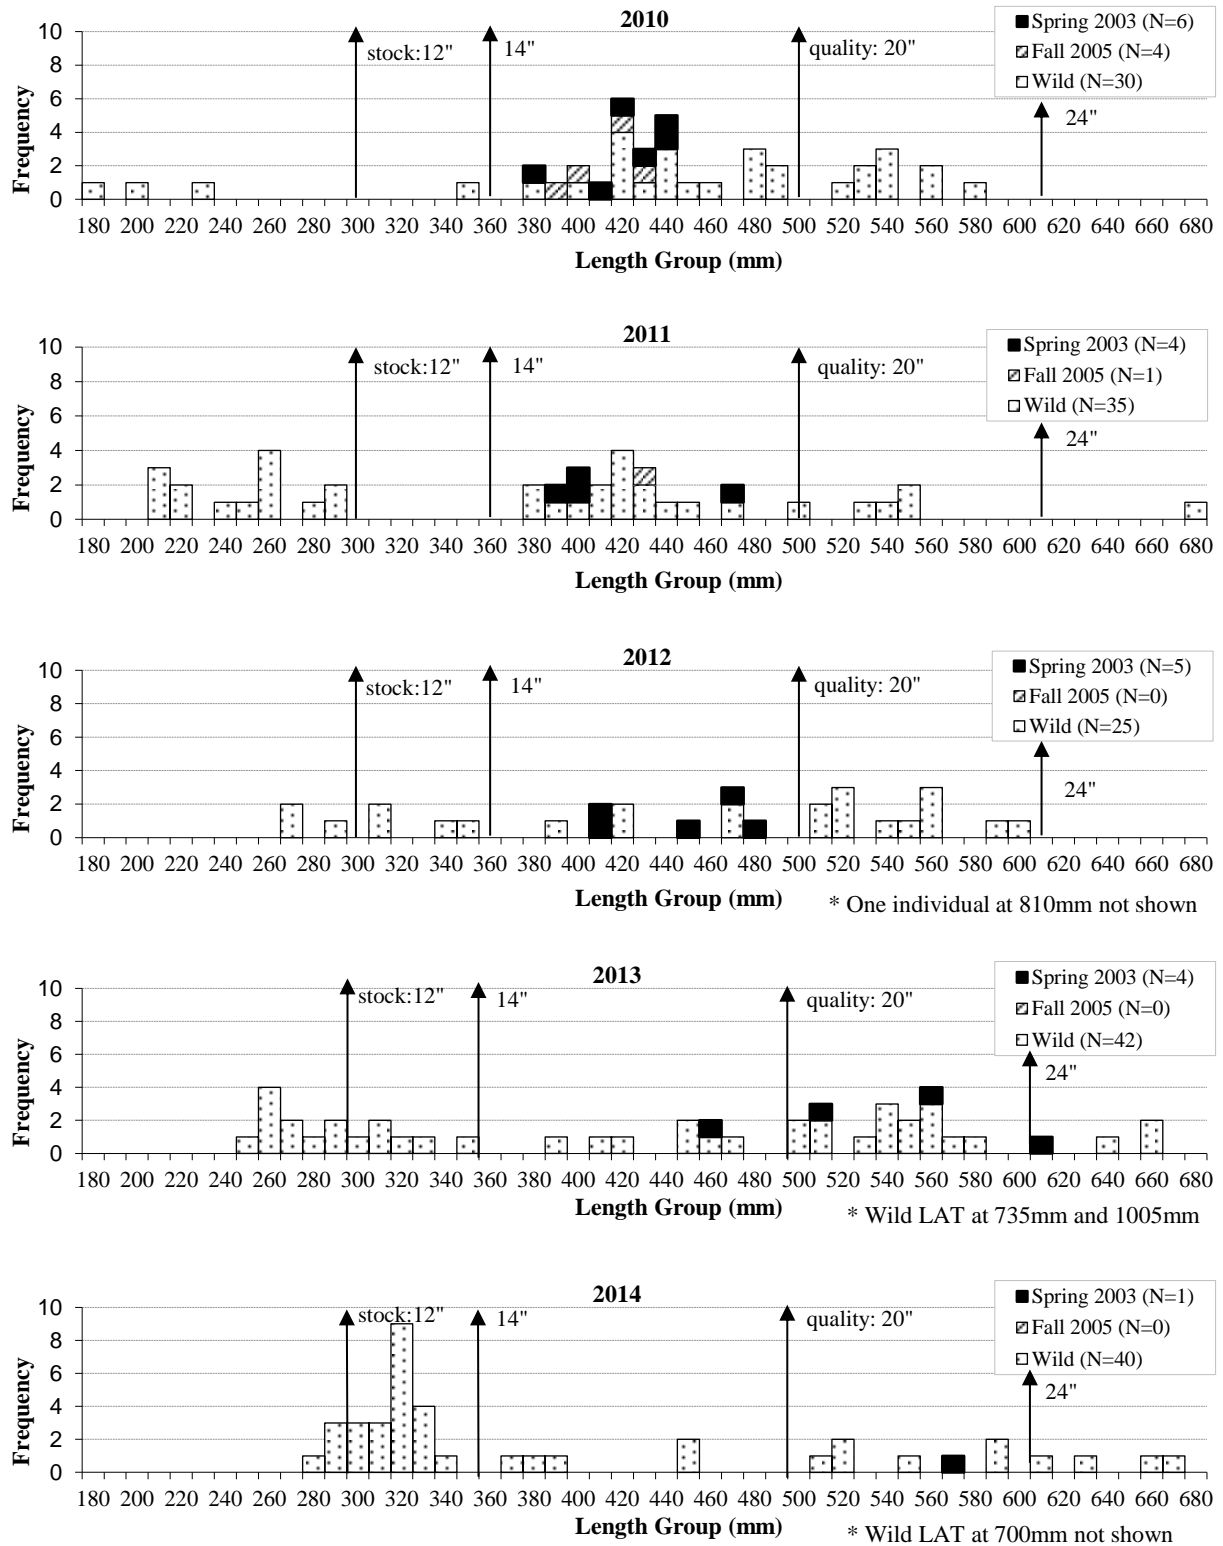 2010
Spring 2003 (N=6)
Fall 2005 (N=4)
Wild (N=30)
stock:12"
14"
quality: 20"
24"
10
8
6
4
2
0
Frequency
180 200 220 240 260 280 300 320 340 360 380 400 420 440 460 480 500 520 540 560 580 600 620 640 660 680
Length Group (mm)
2011
Spring 2003 (N=4)
Fall 2005 (N=1)
Wild (N=35)
stock:12"
14"
quality: 20"
24"
10
8
6
4
2
0
Frequency
180 200 220 240 260 280 300 320 340 360 380 400 420 440 460 480 500 520 540 560 580 600 620 640 660 680
Length Group (mm)
2012
Spring 2003 (N=5)
Fall 2005 (N=0)
Wild (N=25)
stock:12"
14"
quality: 20"
24"
10
8
6
4
2
0
Frequency
180 200 220 240 260 280 300 320 340 360 380 400 420 440 460 480 500 520 540 560 580 600 620 640 660 680
Length Group (mm)
* One individual at 810mm not shown
2013
Spring 2003 (N=4)
Fall 2005 (N=0)
Wild (N=42)
stock:12"
14"
quality: 20"
24"
10
8
6
4
2
0
Frequency
180 200 220 240 260 280 300 320 340 360 380 400 420 440 460 480 500 520 540 560 580 600 620 640 660 680
Length Group (mm)
* Wild LAT at 735mm and 1005mm
2014
Spring 2003 (N=1)
Fall 2005 (N=0)
Wild (N=40)
stock:12"
14"
quality: 20"
24"
10
8
6
4
2
0
Frequency
180 200 220 240 260 280 300 320 340 360 380 400 420 440 460 480 500 520 540 560 580 600 620 640 660 680
Length Group (mm)
* Wild LAT at 700mm not shown